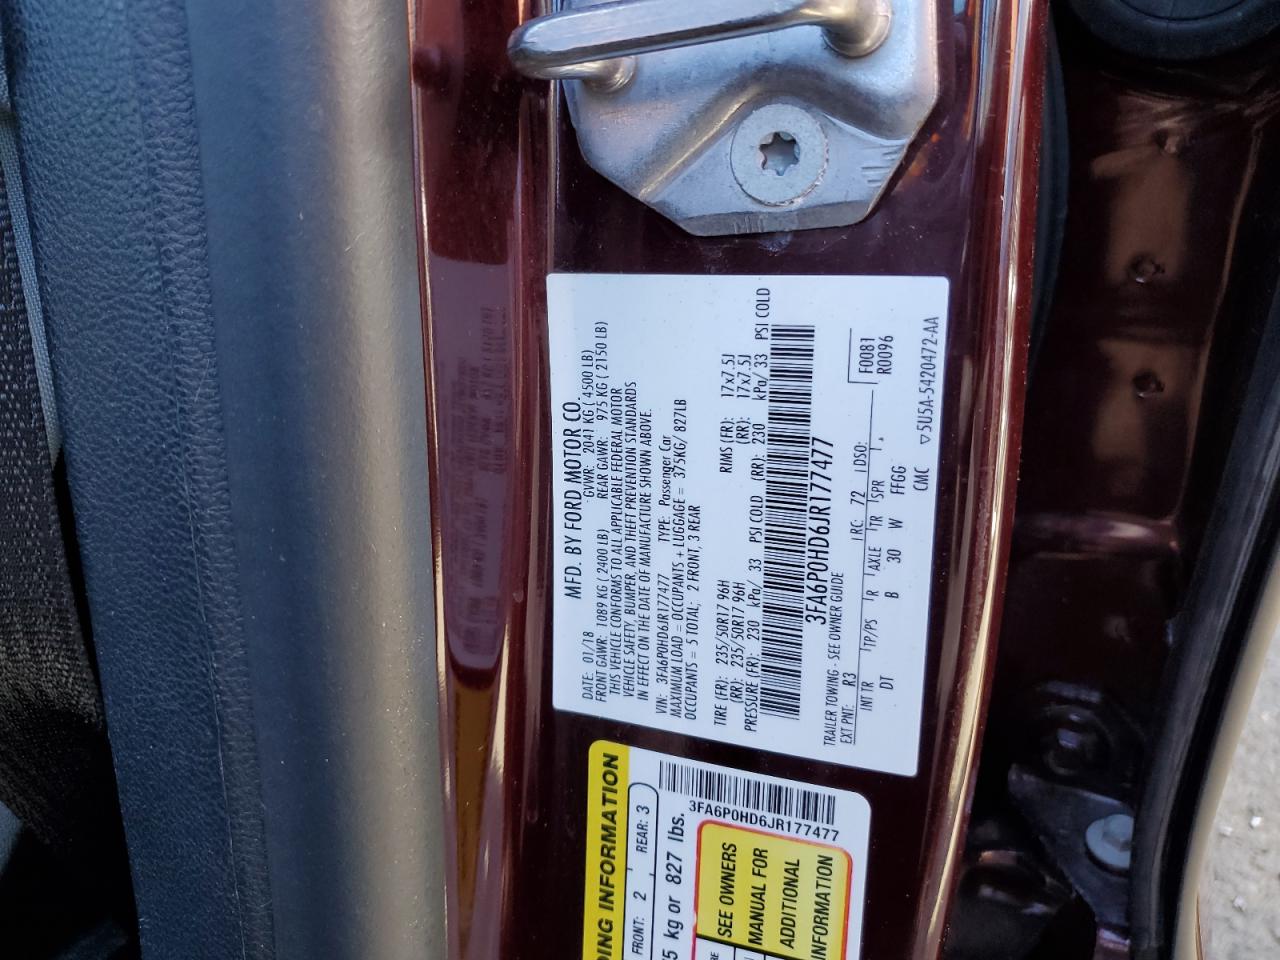 MFD. BY FORD MOTOR CO.
DATE: 01/18 GVWR: 2041 KG ( 4500 LB)
FRONT GAWR: 1089 KG ( 2400 LB) REAR GAWR: 975 KG ( 2150 LB)
THIS VEHICLE CONFORMS TO ALL APPLICABLE FEDERAL MOTOR
VEHICLE SAFETY, BUMPER, AND THEFT PREVENTION STANDARDS
IN EFFECT ON THE DATE OF MANUFACTURE SHOWN ABOVE.
VIN: 3FA6P0HD6JR177477 TYPE: Passenger Car
MAXIMUM LOAD = OCCUPANTS + LUGGAGE = 375KG/ 827LB
OCCUPANTS = 5 TOTAL; 2 FRONT, 3 REAR
TIRE (FR): 235/50R17 96H RIMS (FR): 17x7.5J
(RR): 235/50R17 96H (RR): 17x7.5J
PRESSURE (FR): 230 kPa/ 33 PSI COLD (RR): 230 kPa/ 33 PSI COLD
3FA6P0HD6JR177477
TRAILER TOWING - SEE OWNER GUIDE
F0081
R0096
EXT PNT: R3 RC: 72 DSO:
INT TR TP/PS R AXLE TR SPR
DT B 30 W FFGG
CMC ▽5U5A-5420472-AA
DING INFORMATION
FRONT: 2 , REAR: 3
5 kg or 827 lbs.
3FA6P0HD6JR177477
SEE OWNERS
MANUAL FOR
ADDITIONAL
INFORMATION